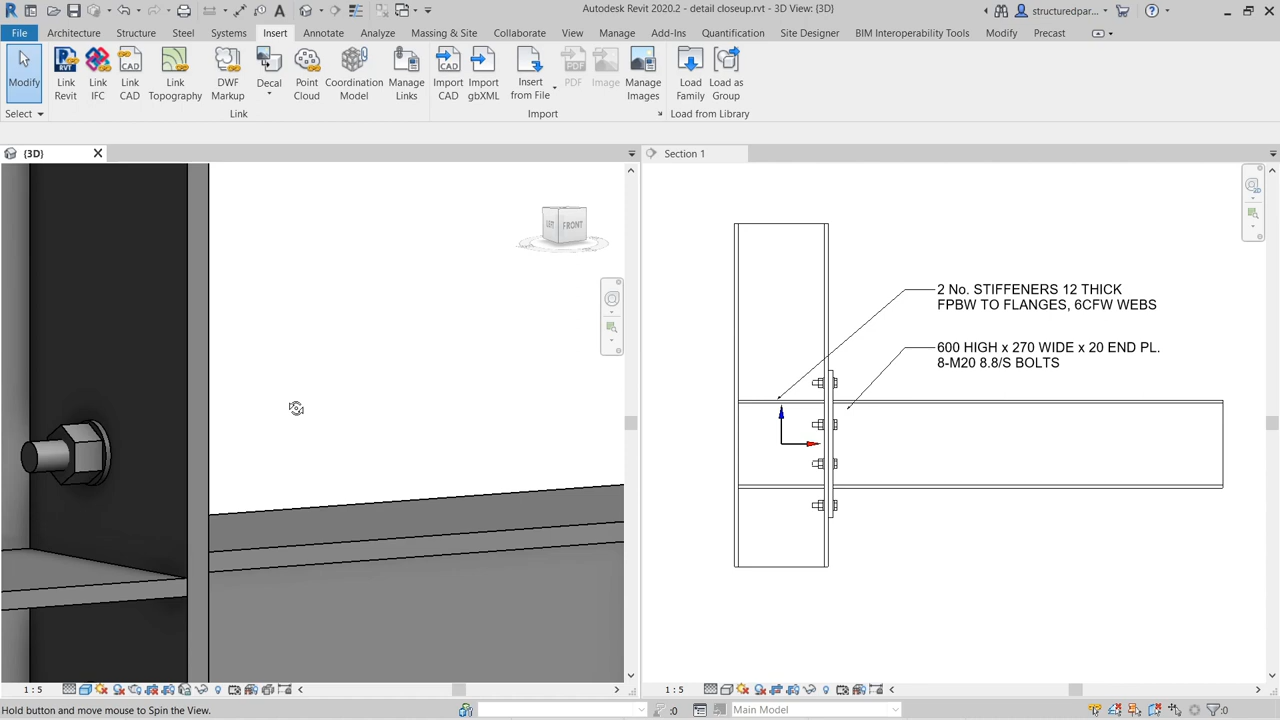 Autodesk Revit 2020.2 - detail closeup.rvt - 3D View: {3D}
structuredpar...
File Architecture Structure Steel Systems Insert Annotate Analyze Massing & Site Collaborate View Manage Add-Ins Quantification Site Designer BIM Interoperability Tools Modify Precast
Modify
Link Revit
Link IFC
Link CAD
Link Topography
DWF Markup
Decal
Point Cloud
Coordination Model
Manage Links
Import CAD
Import gbXML
Insert from File
PDF
Image
Manage Images
Load Family
Load as Group
Select
Link
Import
Load from Library
{3D}
Section 1
LEFT
FRONT
2 No. STIFFENERS 12 THICK
FPBW TO FLANGES, 6CFW WEBS
600 HIGH x 270 WIDE x 20 END PL.
8-M20 8.8/S BOLTS
1 : 5
1 : 5
Hold button and move mouse to Spin the View.
:0
Main Model
:0